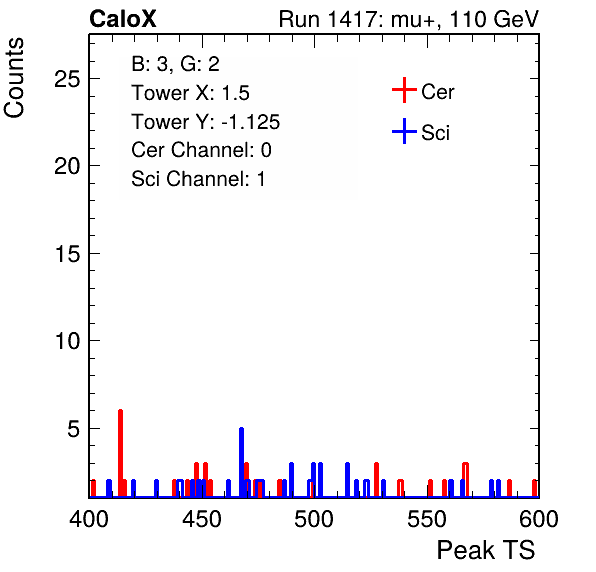 CaloX Run 1417: mu+, 110 GeV
Counts
B: 3, G: 2
Tower X: 1.5
Tower Y: -1.125
Cer Channel: 0
Sci Channel: 1
Cer
Sci
25
20
15
10
5
400 450 500 550 600
Peak TS